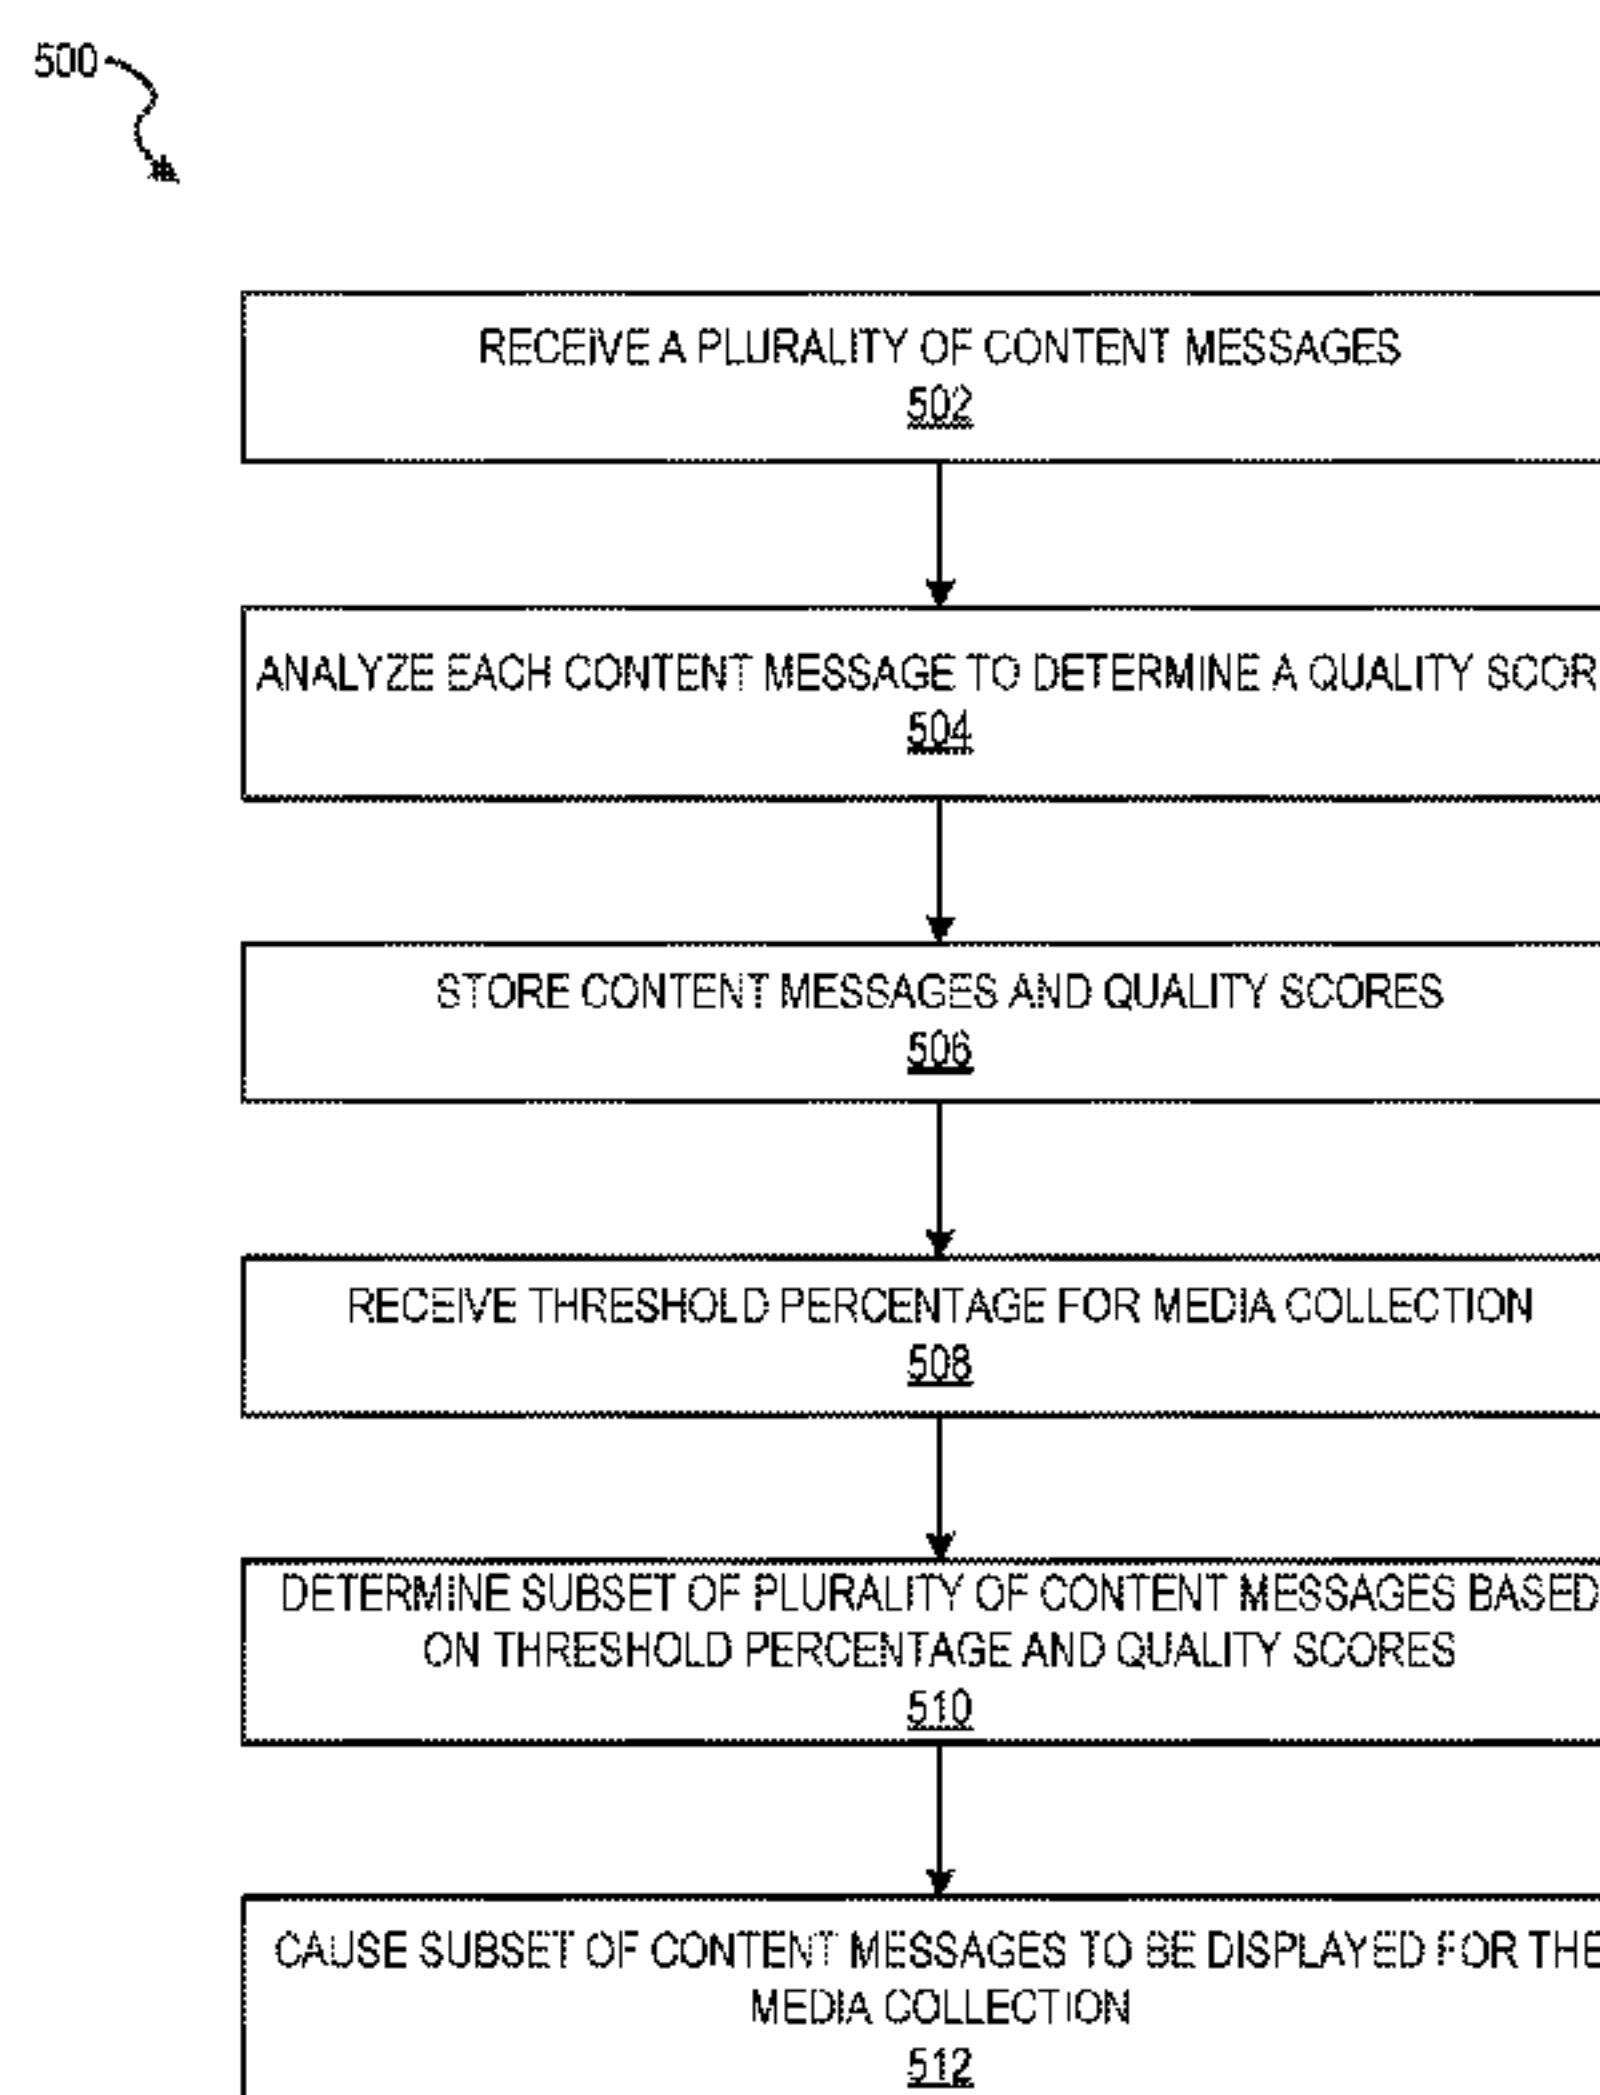 500
RECEIVE A PLURALITY OF CONTENT MESSAGES
502
ANALYZE EACH CONTENT MESSAGE TO DETERMINE A QUALITY SCOR
504
STORE CONTENT MESSAGES AND QUALITY SCORES
506
RECEIVE THRESHOLD PERCENTAGE FOR MEDIA COLLECTION
508
DETERMINE SUBSET OF PLURALITY OF CONTENT MESSAGES BASED
ON THRESHOLD PERCENTAGE AND QUALITY SCORES
510
CAUSE SUBSET OF CONTENT MESSAGES TO BE DISPLAYED FOR THE
MEDIA COLLECTION
512